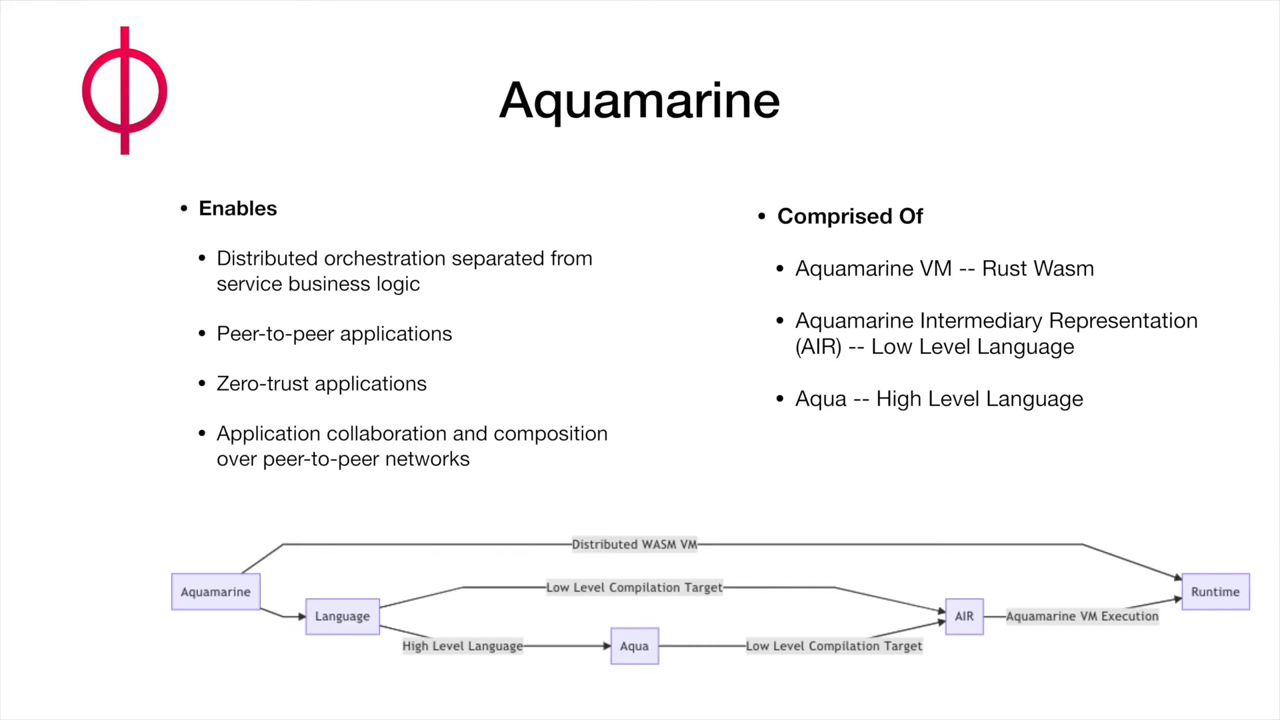 Aquamarine
• Enables
• Distributed orchestration separated from
service business logic
• Peer-to-peer applications
• Zero-trust applications
• Application collaboration and composition
over peer-to-peer networks
• Comprised Of
• Aquamarine VM -- Rust Wasm
• Aquamarine Intermediary Representation
(AIR) -- Low Level Language
• Aqua -- High Level Language
Distributed WASM VM
Aquamarine
Low Level Compilation Target
Runtime
Language
AIR
Aquamarine VM Execution
High Level Language
Aqua
Low Level Compilation Target